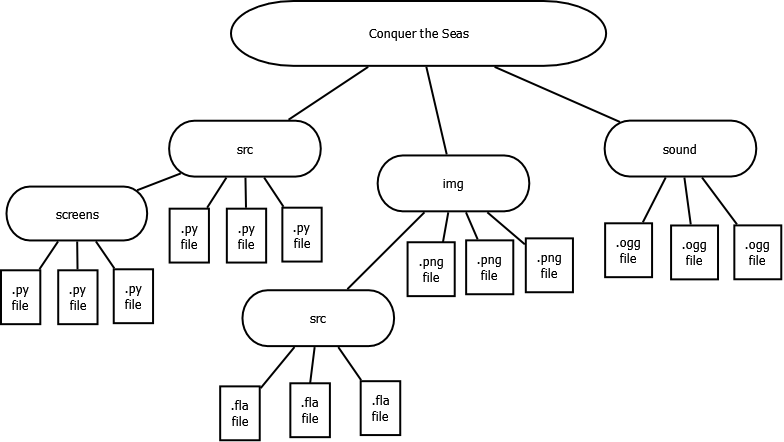 Conquer the Seas
src
sound
img
screens
.py
file
.py
file
.py
file
.ogg
file
.ogg
file
.ogg
file
.png
file
.png
file
.png
file
.py
file
.py
file
.py
file
src
.fla
file
.fla
file
.fla
file